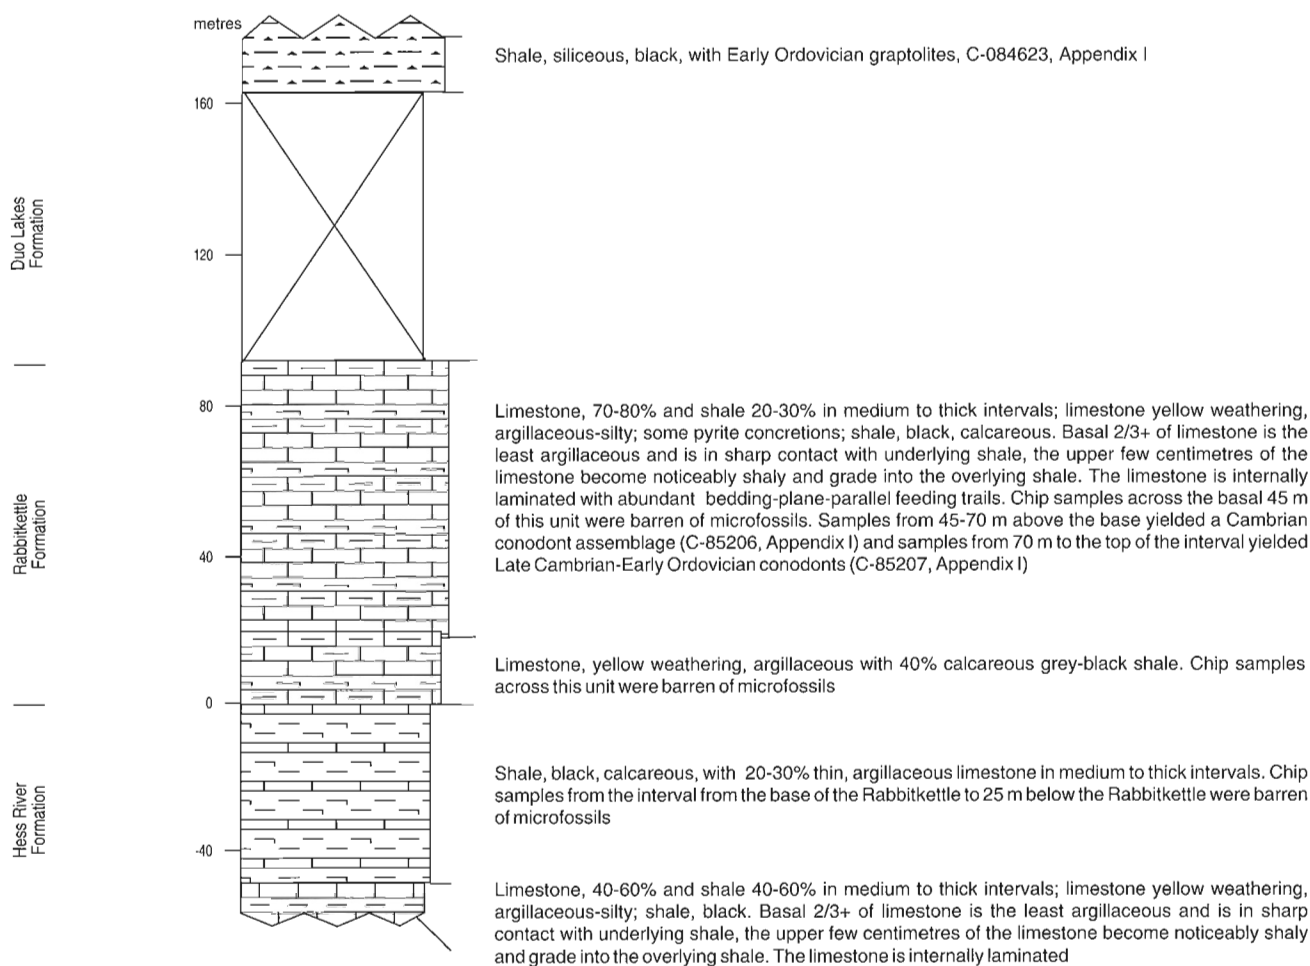 metres
Shale, siliceous, black, with Early Ordovician graptolites, C-084623, Appendix I
160
Duo Lakes
Formation
120
80
Limestone, 70-80% and shale 20-30% in medium to thick intervals; limestone yellow weathering,
argillaceous-silty; some pyrite concretions; shale, black, calcareous. Basal 2/3+ of limestone is the
least argillaceous and is in sharp contact with underlying shale, the upper few centimetres of the
limestone become noticeably shaly and grade into the overlying shale. The limestone is internally
laminated with abundant bedding-plane-parallel feeding trails. Chip samples across the basal 45 m
of this unit were barren of microfossils. Samples from 45-70 m above the base yielded a Cambrian
conodont assemblage (C-85206, Appendix I) and samples from 70 m to the top of the interval yielded
Late Cambrian-Early Ordovician conodonts (C-85207, Appendix I)
Rabbitkettle
Formation
40
Limestone, yellow weathering, argillaceous with 40% calcareous grey-black shale. Chip samples
across this unit were barren of microfossils
0
Shale, black, calcareous, with 20-30% thin, argillaceous limestone in medium to thick intervals. Chip
samples from the interval from the base of the Rabbitkettle to 25 m below the Rabbitkettle were barren
of microfossils
Hess River
Formation
-40
Limestone, 40-60% and shale 40-60% in medium to thick intervals; limestone yellow weathering,
argillaceous-silty; shale, black. Basal 2/3+ of limestone is the least argillaceous and is in sharp
contact with underlying shale, the upper few centimetres of the limestone become noticeably shaly
and grade into the overlying shale. The limestone is internally laminated